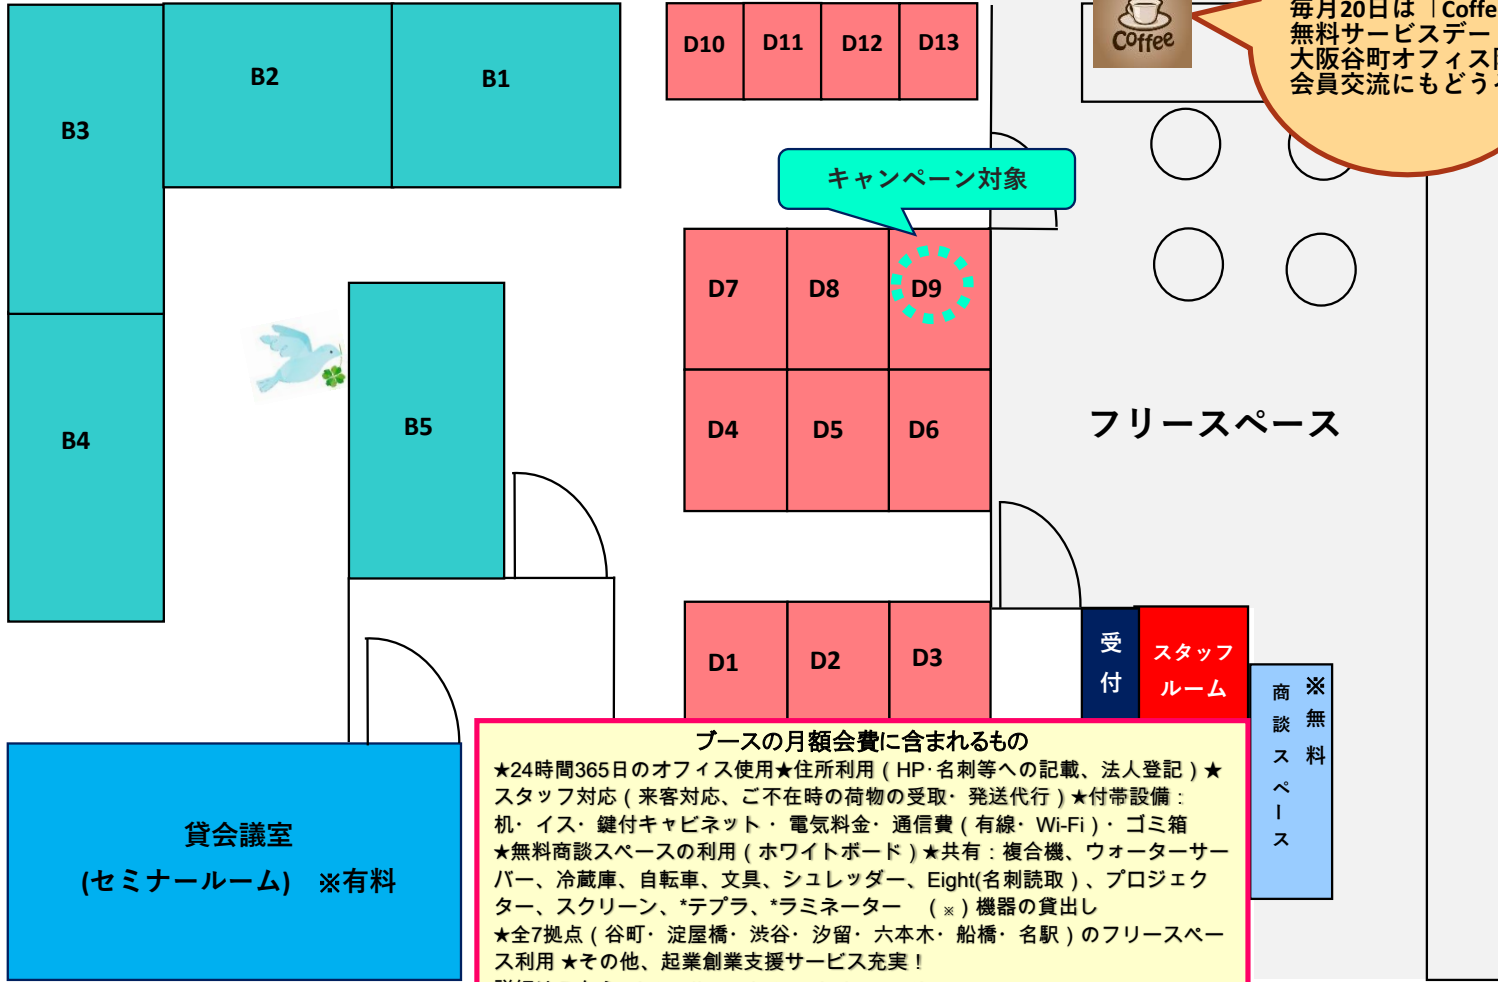 毎月20日は「Coffe
無料サービスデー
大阪谷町オフィス
会員交流にもどうぞ
Coffee
D10
D11
D12
D13
B2
B1
B3
キャンペーン対象
D7
D8
D9
B4
B5
D4
D5
D6
フリースペース
D1
D2
D3
受付
スタッフ
ルーム
商談スペース
※無料
貸会議室
(セミナールーム) ※有料
ブースの月額会費に含まれるもの
★24時間365日のオフィス使用★住所利用(HP･名刺等への記載、法人登記)★
スタッフ対応(来客対応、ご不在時の荷物の受取･発送代行)★付帯設備：
机･イス･鍵付キャビネット･電気料金･通信費(有線･Wi-Fi)･ゴミ箱
★無料商談スペースの利用(ホワイトボード)★共有：複合機、ウォーターサー
バー、冷蔵庫、自転車、文具、シュレッダー、Eight(名刺読取)、プロジェク
ター、スクリーン、*テプラ、*ラミネーター (※)機器の貸出し
★全7拠点(谷町･淀屋橋･渋谷･汐留･六本木･船橋･名駅)のフリースペー
ス利用 ★その他、起業創業支援サービス充実！